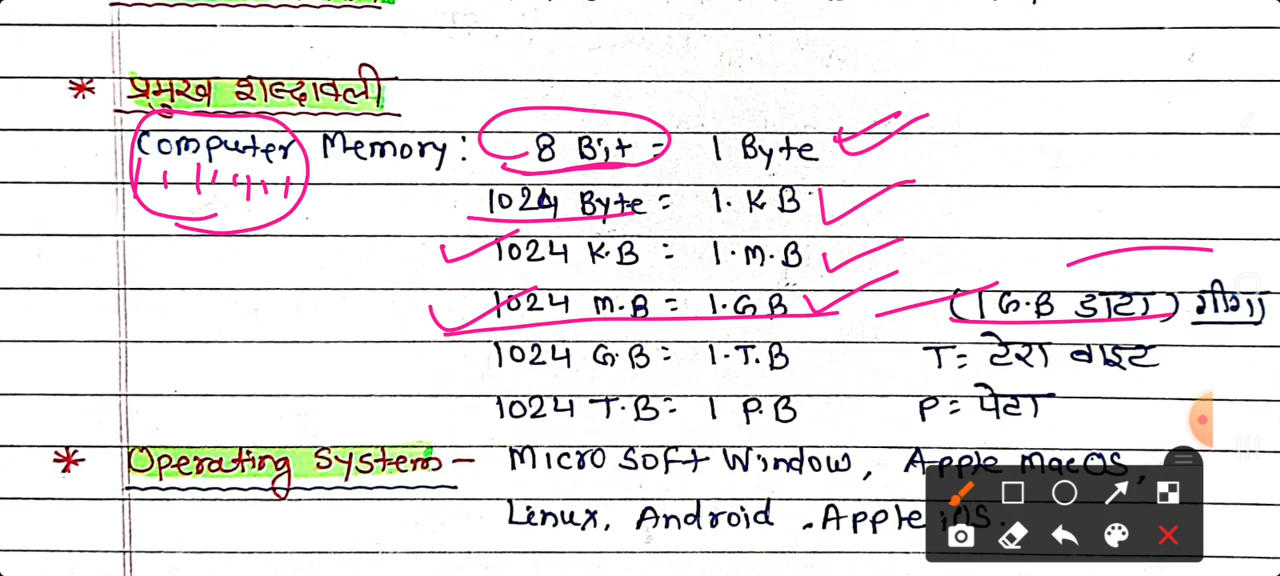 * प्रमुख शब्दावली
Computer Memory: 8 Bit = 1 Byte
1024 Byte = 1. K B
1024 K.B = 1.M.B
1024 M.B = 1.G B (1 G.B डाटा) गीगा
1024 G.B = 1.T.B T= टेरा बाइट
1024 T.B = 1 P.B P= पेटा
* Operating System - Microsoft Window, Apple MacOS,
Linux, Android . Apple iOS.